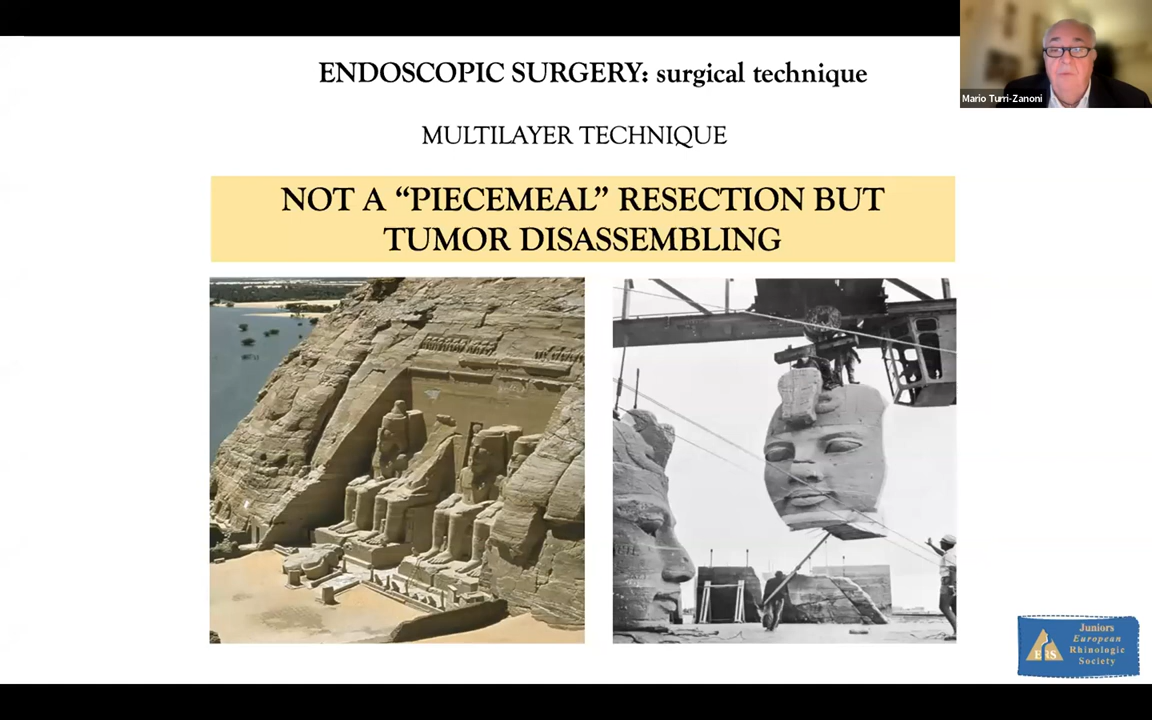 ENDOSCOPIC SURGERY: surgical technique
Mario Turri-Zanoni
MULTILAYER TECHNIQUE
NOT A “PIECEMEAL” RESECTION BUT
TUMOR DISASSEMBLING
Juniors
European
Rhinologic
Society
ERS